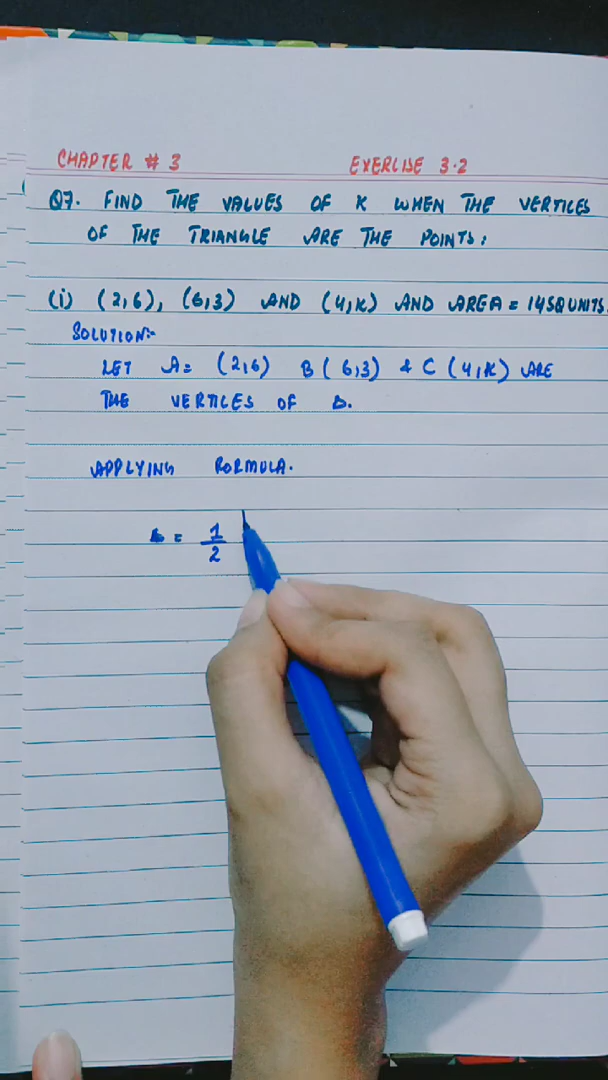 CHAPTER # 3 EXERCISE 3.2
Q7. FIND THE VALUES OF K WHEN THE VERTICES
OF THE TRIANGLE ARE THE POINTS:
(i) (2,6), (6,3) AND (4,K) AND AREA = 14SQUNITS.
SOLUTION:-
LET A= (2,6) B(6,3) & C(4,K) ARE
THE VERTICES OF Δ.
APPLYING FORMULA.
Δ = 1/2